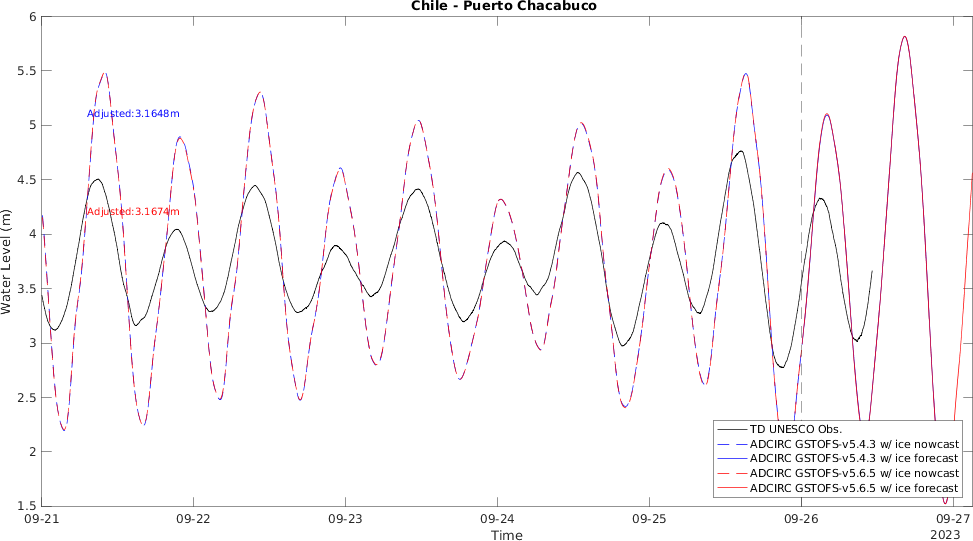 Chile - Puerto Chacabuco
6
5.5
5
4.5
4
3.5
3
2.5
2
1.5
Water Level (m)
Adjusted:3.1648m
Adjusted:3.1674m
TD UNESCO Obs.
ADCIRC GSTOFS-v5.4.3 w/ ice nowcast
ADCIRC GSTOFS-v5.4.3 w/ ice forecast
ADCIRC GSTOFS-v5.6.5 w/ ice nowcast
ADCIRC GSTOFS-v5.6.5 w/ ice forecast
09-21 09-22 09-23 09-24 09-25 09-26 09-27
Time
2023